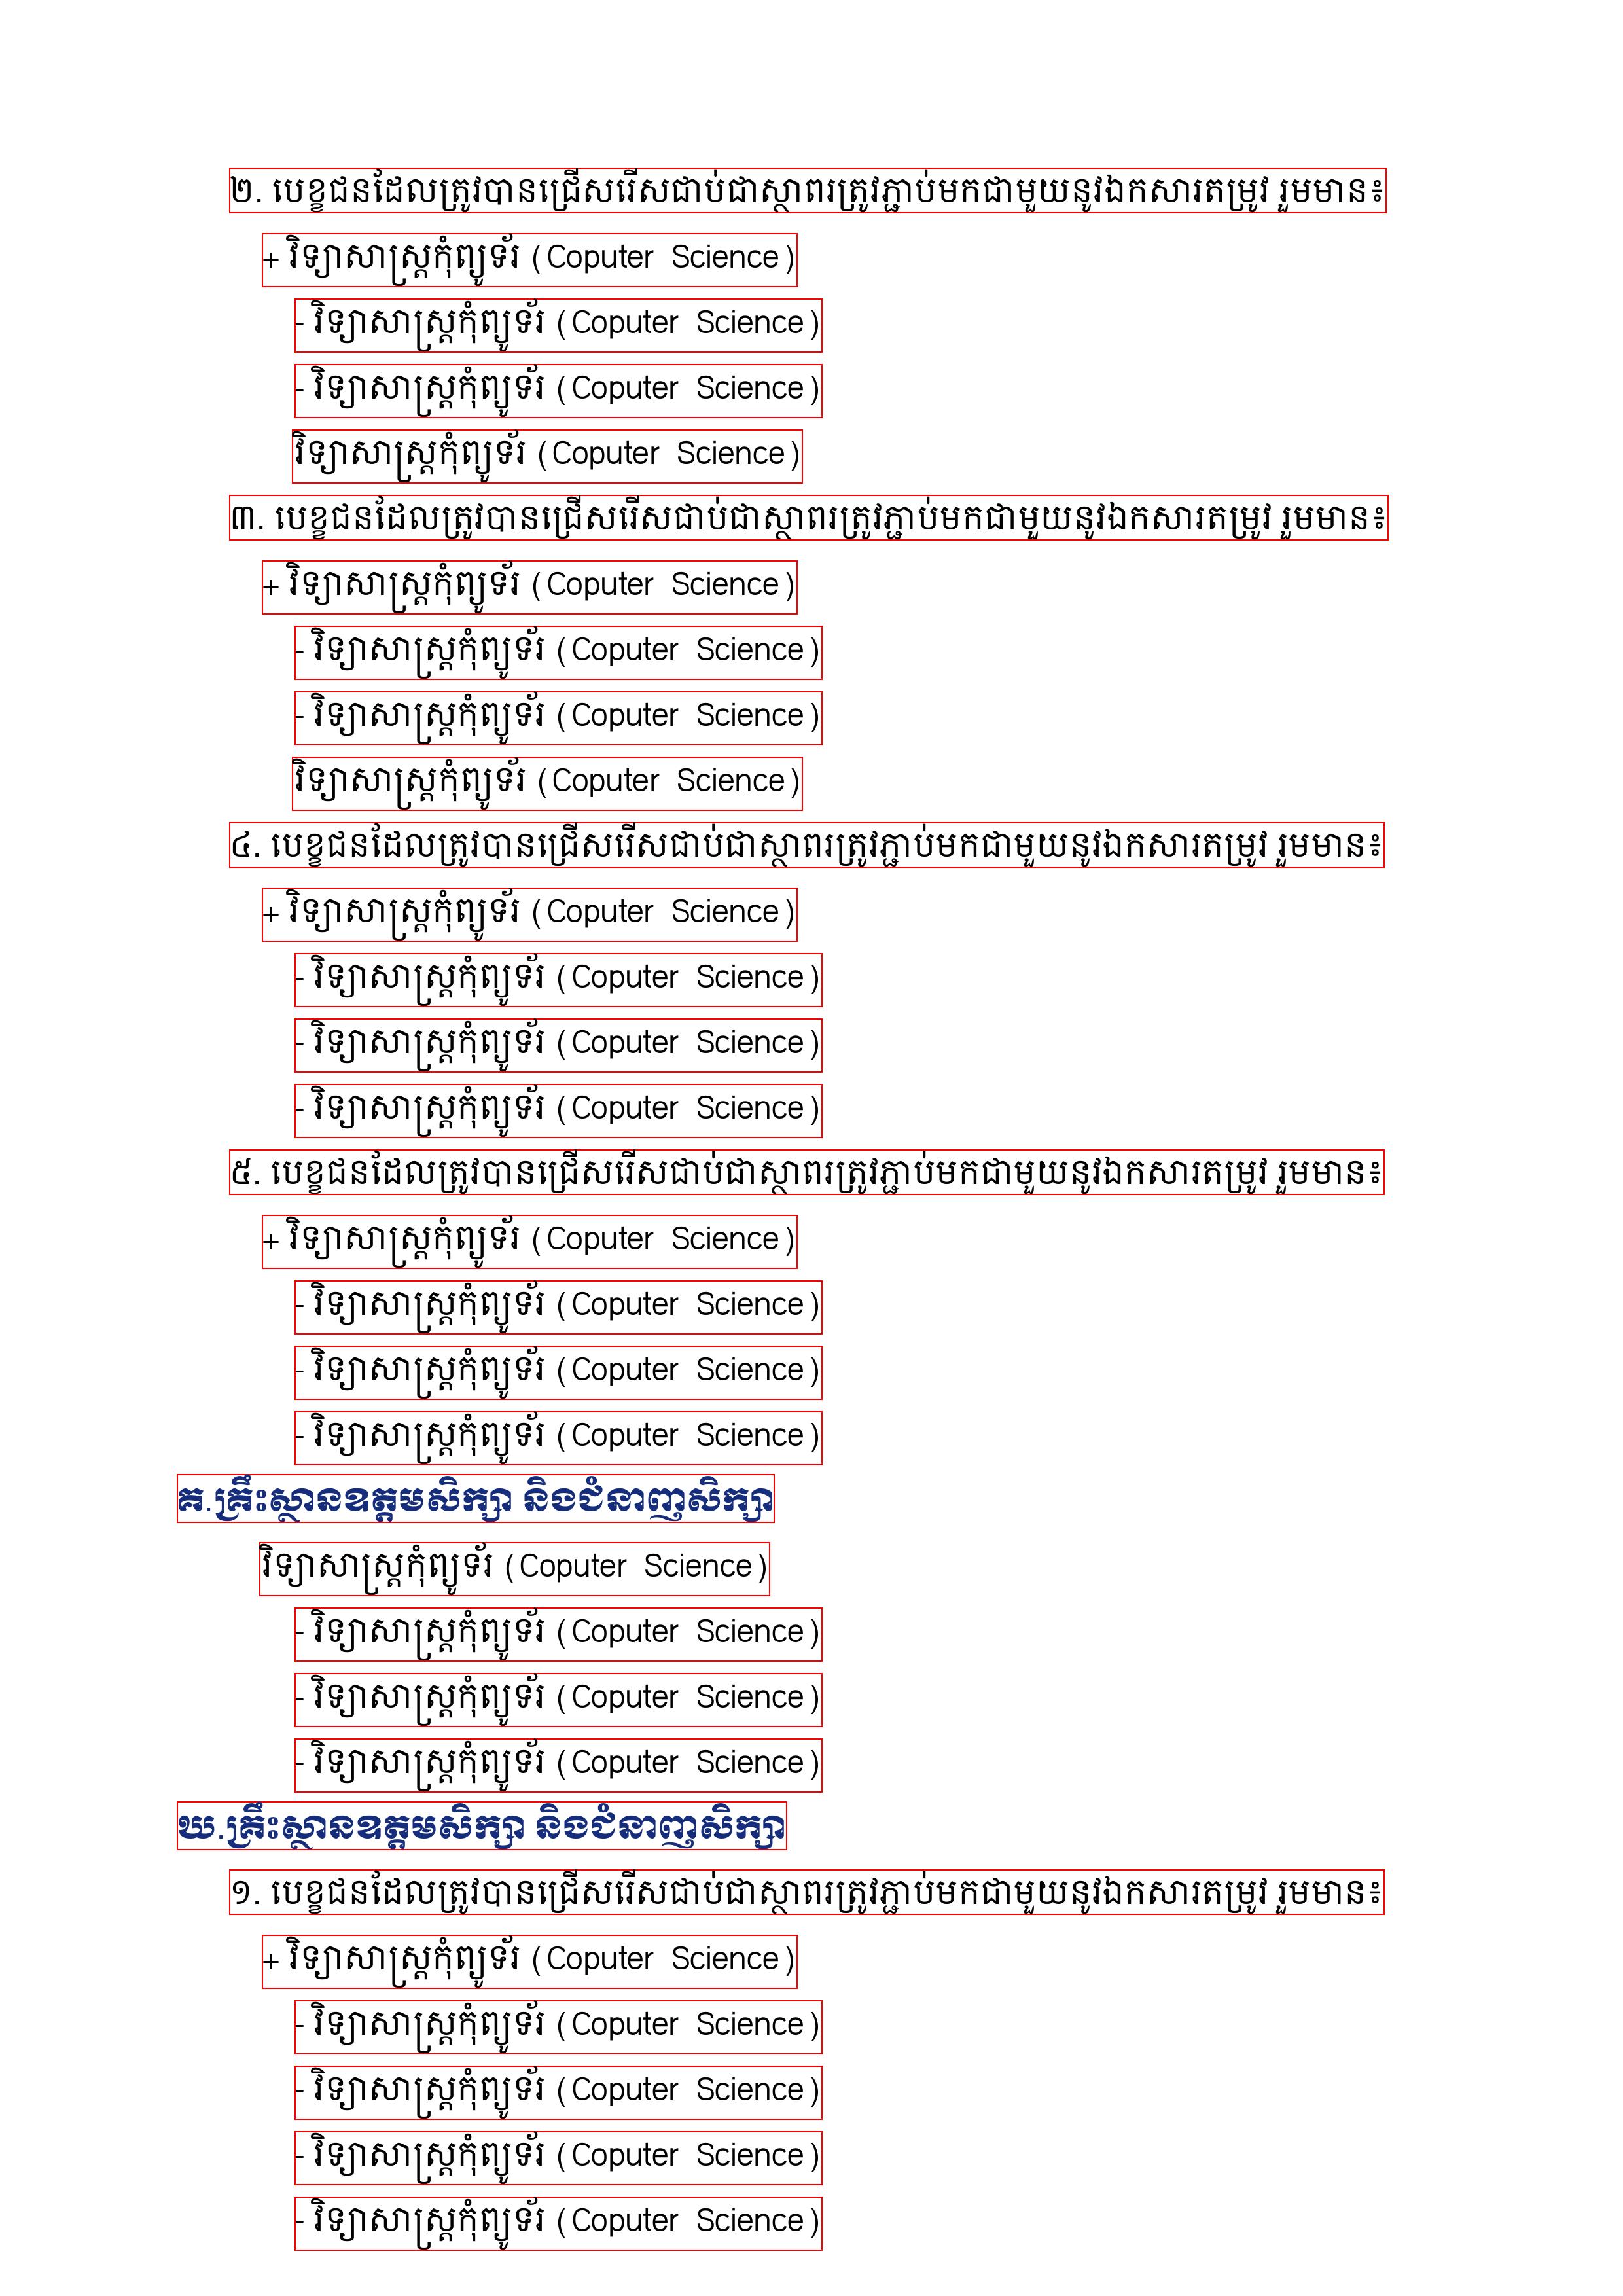 ២. បេខ្ខជនដែលត្រូវបានជ្រើសរើសជាប់ជាស្ថាពរត្រូវភ្ជាប់មកជាមួយនូវឯកសារតម្រូវ រួមមាន៖
+ វិទ្យាសាស្ត្រកុំព្យូទ័រ (Coputer Science)
- វិទ្យាសាស្ត្រកុំព្យូទ័រ (Coputer Science)
- វិទ្យាសាស្ត្រកុំព្យូទ័រ (Coputer Science)
វិទ្យាសាស្ត្រកុំព្យូទ័រ (Coputer Science)
៣. បេខ្ខជនដែលត្រូវបានជ្រើសរើសជាប់ជាស្ថាពរត្រូវភ្ជាប់មកជាមួយនូវឯកសារតម្រូវ រួមមាន៖
+ វិទ្យាសាស្ត្រកុំព្យូទ័រ (Coputer Science)
- វិទ្យាសាស្ត្រកុំព្យូទ័រ (Coputer Science)
- វិទ្យាសាស្ត្រកុំព្យូទ័រ (Coputer Science)
វិទ្យាសាស្ត្រកុំព្យូទ័រ (Coputer Science)
៤. បេខ្ខជនដែលត្រូវបានជ្រើសរើសជាប់ជាស្ថាពរត្រូវភ្ជាប់មកជាមួយនូវឯកសារតម្រូវ រួមមាន៖
+ វិទ្យាសាស្ត្រកុំព្យូទ័រ (Coputer Science)
- វិទ្យាសាស្ត្រកុំព្យូទ័រ (Coputer Science)
- វិទ្យាសាស្ត្រកុំព្យូទ័រ (Coputer Science)
- វិទ្យាសាស្ត្រកុំព្យូទ័រ (Coputer Science)
៥. បេខ្ខជនដែលត្រូវបានជ្រើសរើសជាប់ជាស្ថាពរត្រូវភ្ជាប់មកជាមួយនូវឯកសារតម្រូវ រួមមាន៖
+ វិទ្យាសាស្ត្រកុំព្យូទ័រ (Coputer Science)
- វិទ្យាសាស្ត្រកុំព្យូទ័រ (Coputer Science)
- វិទ្យាសាស្ត្រកុំព្យូទ័រ (Coputer Science)
- វិទ្យាសាស្ត្រកុំព្យូទ័រ (Coputer Science)
គ.គ្រឹះស្ថានឧត្តមសិក្សា និងជំនាញសិក្សា
វិទ្យាសាស្ត្រកុំព្យូទ័រ (Coputer Science)
- វិទ្យាសាស្ត្រកុំព្យូទ័រ (Coputer Science)
- វិទ្យាសាស្ត្រកុំព្យូទ័រ (Coputer Science)
- វិទ្យាសាស្ត្រកុំព្យូទ័រ (Coputer Science)
ឃ.គ្រឹះស្ថានឧត្តមសិក្សា និងជំនាញសិក្សា
១. បេខ្ខជនដែលត្រូវបានជ្រើសរើសជាប់ជាស្ថាពរត្រូវភ្ជាប់មកជាមួយនូវឯកសារតម្រូវ រួមមាន៖
+ វិទ្យាសាស្ត្រកុំព្យូទ័រ (Coputer Science)
- វិទ្យាសាស្ត្រកុំព្យូទ័រ (Coputer Science)
- វិទ្យាសាស្ត្រកុំព្យូទ័រ (Coputer Science)
- វិទ្យាសាស្ត្រកុំព្យូទ័រ (Coputer Science)
- វិទ្យាសាស្ត្រកុំព្យូទ័រ (Coputer Science)